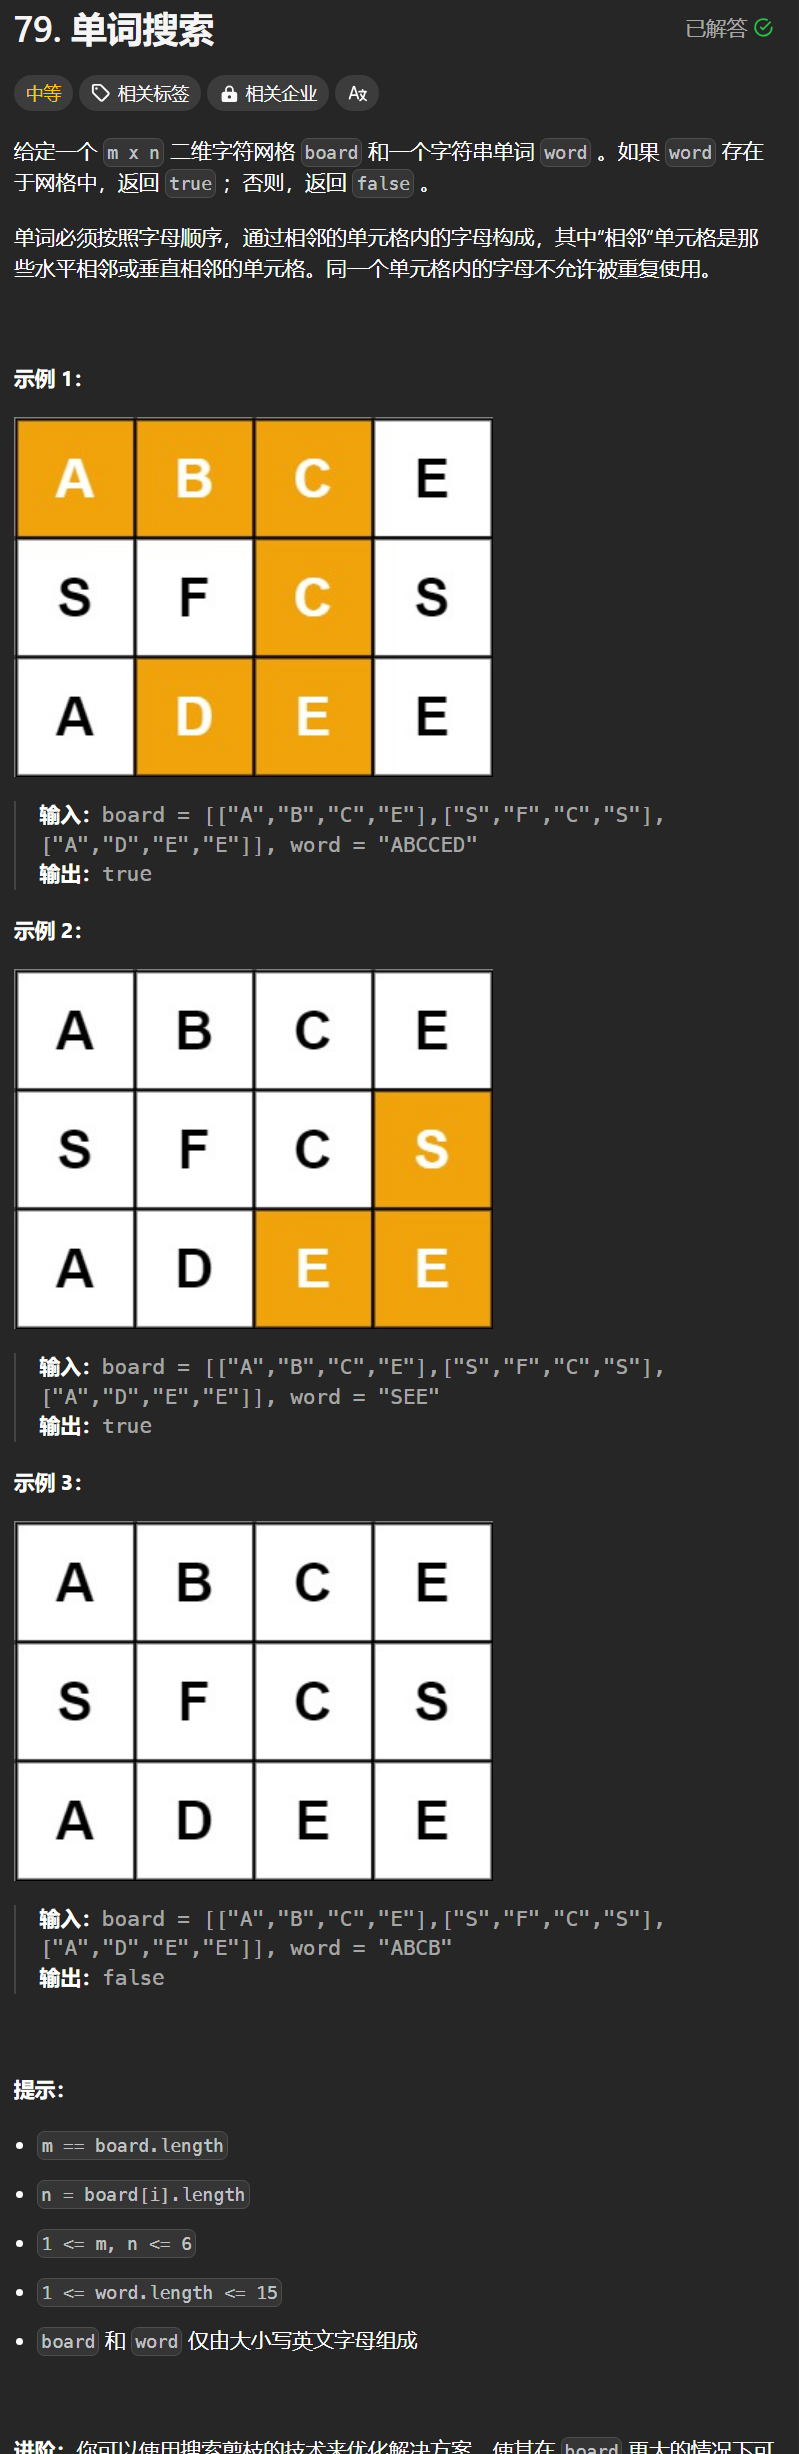 79. 单词搜索
已解答
中等 相关标签 相关企业 Az
给定一个 m x n 二维字符网格 board 和一个字符串单词 word 。如果 word 存在
于网格中，返回 true ；否则，返回 false 。
单词必须按照字母顺序，通过相邻的单元格内的字母构成，其中“相邻”单元格是那
些水平相邻或垂直相邻的单元格。同一个单元格内的字母不允许被重复使用。
示例 1：
A B C E
S F C S
A D E E
输入：board = [["A","B","C","E"],["S","F","C","S"],
["A","D","E","E"]], word = "ABCCED"
输出：true
示例 2：
A B C E
S F C S
A D E E
输入：board = [["A","B","C","E"],["S","F","C","S"],
["A","D","E","E"]], word = "SEE"
输出：true
示例 3：
A B C E
S F C S
A D E E
输入：board = [["A","B","C","E"],["S","F","C","S"],
["A","D","E","E"]], word = "ABCB"
输出：false
提示：
m == board.length
n = board[i].length
1 <= m, n <= 6
1 <= word.length <= 15
board 和 word 仅由大小写英文字母组成
进阶：你可以使用搜索剪枝的技术来优化解决方案，使其在 board 更大的情况下可